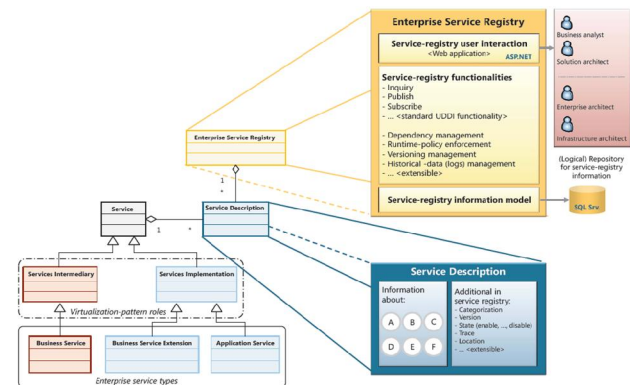 Enterprise Service Registry
Service-registry user interaction
<Web application>
ASP.NET
Service-registry functionalities
- Inquiry
- Publish
- Subscribe
- ... <standard UDDI functionality>
- Dependency management
- Runtime-policy enforcement
- Versioning management
- Historical -data (logs) management
- ... <extensible>
Service-registry information model
Business analyst
Solution architect
Enterprise architect
Infrastructure architect
(Logical) Repository
for service-registry
information
SQL Srv.
Enterprise Service Registry
1
*
Service
1
*
Service Description
Services Intermediary
Services Implementation
Virtualization-pattern roles
Business Service
Business Service Extension
Application Service
Enterprise service types
Service Description
Information
about:
A B C
D E F
Additional in
service registry:
- Categorization
- Version
- State (enable, ..., disable)
- Trace
- Location
- ... <extensible>